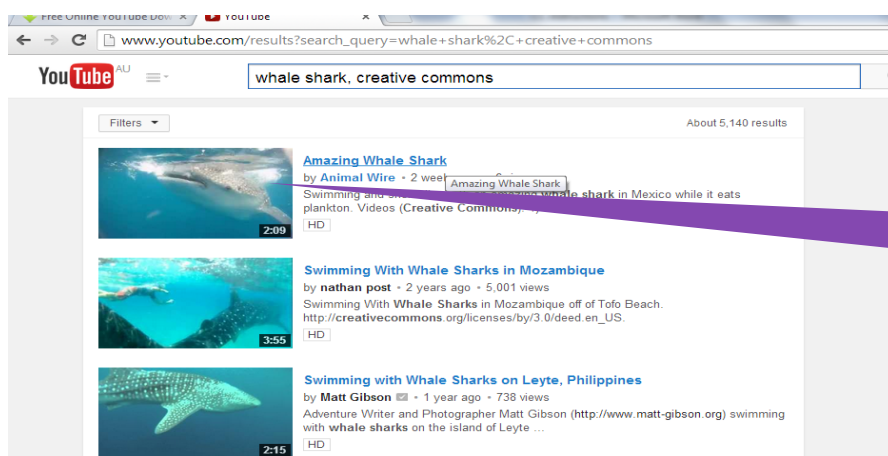 Free Online YouTube Dow
YouTube
www.youtube.com/results?search_query=whale+shark%2C+creative+commons
YouTube AU
whale shark, creative commons
Filters
About 5,140 results
Amazing Whale Shark
by Animal Wire • 2 wee
Amazing Whale Shark
Swimming and whale shark in Mexico while it eats
plankton. Videos (Creative Commons)
HD
2:09
Swimming With Whale Sharks in Mozambique
by nathan post • 2 years ago • 5,001 views
Swimming With Whale Sharks in Mozambique off of Tofo Beach.
http://creativecommons.org/licenses/by/3.0/deed.en_US.
HD
3:55
Swimming with Whale Sharks on Leyte, Philippines
by Matt Gibson • 1 year ago • 738 views
Adventure Writer and Photographer Matt Gibson (http://www.matt-gibson.org) swimming
with whale sharks on the island of Leyte ...
HD
2:15